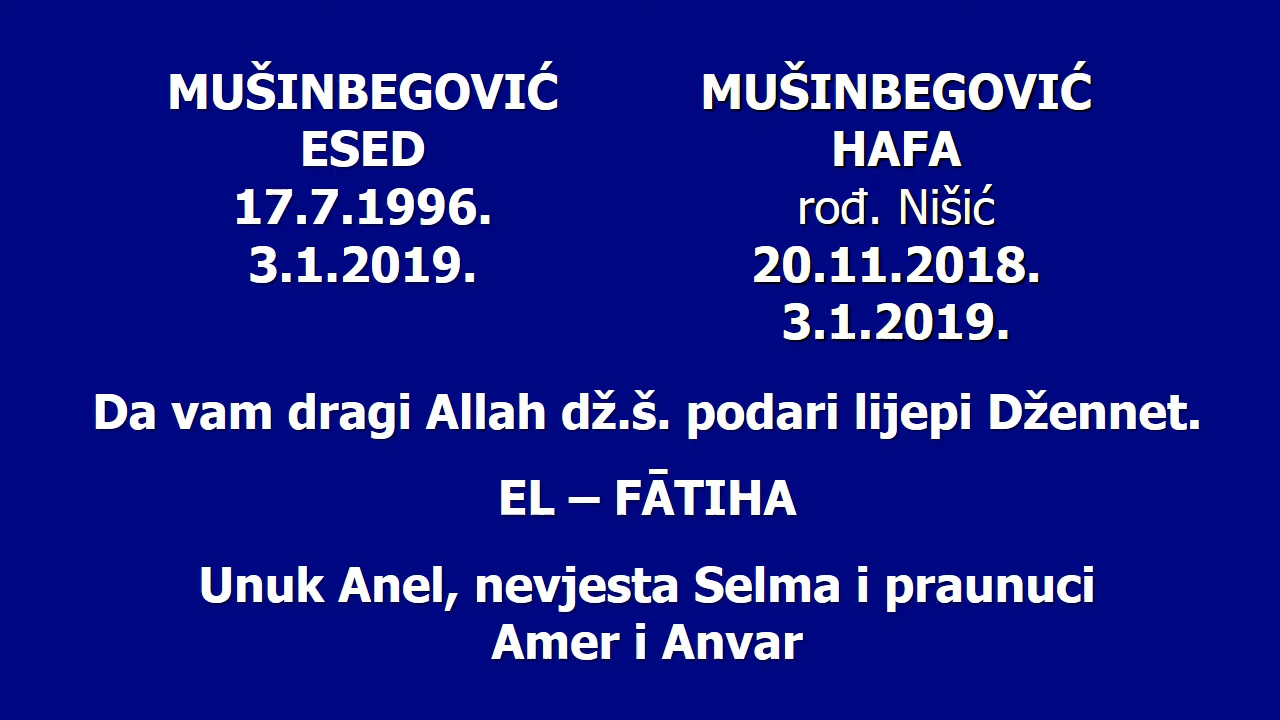 MUŠINBEGOVIĆ
ESED
17.7.1996.
3.1.2019.
MUŠINBEGOVIĆ
HAFA
rođ. Nišić
20.11.2018.
3.1.2019.
Da vam dragi Allah dž.š. podari lijepi Džennet.
EL – FĀTIHA
Unuk Anel, nevjesta Selma i praunuci
Amer i Anvar